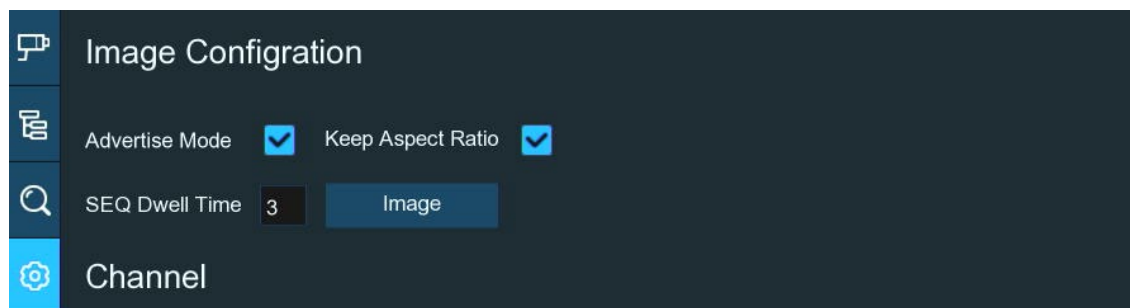 Image Configration
Advertise Mode Keep Aspect Ratio
SEQ Dwell Time 3 Image
Channel